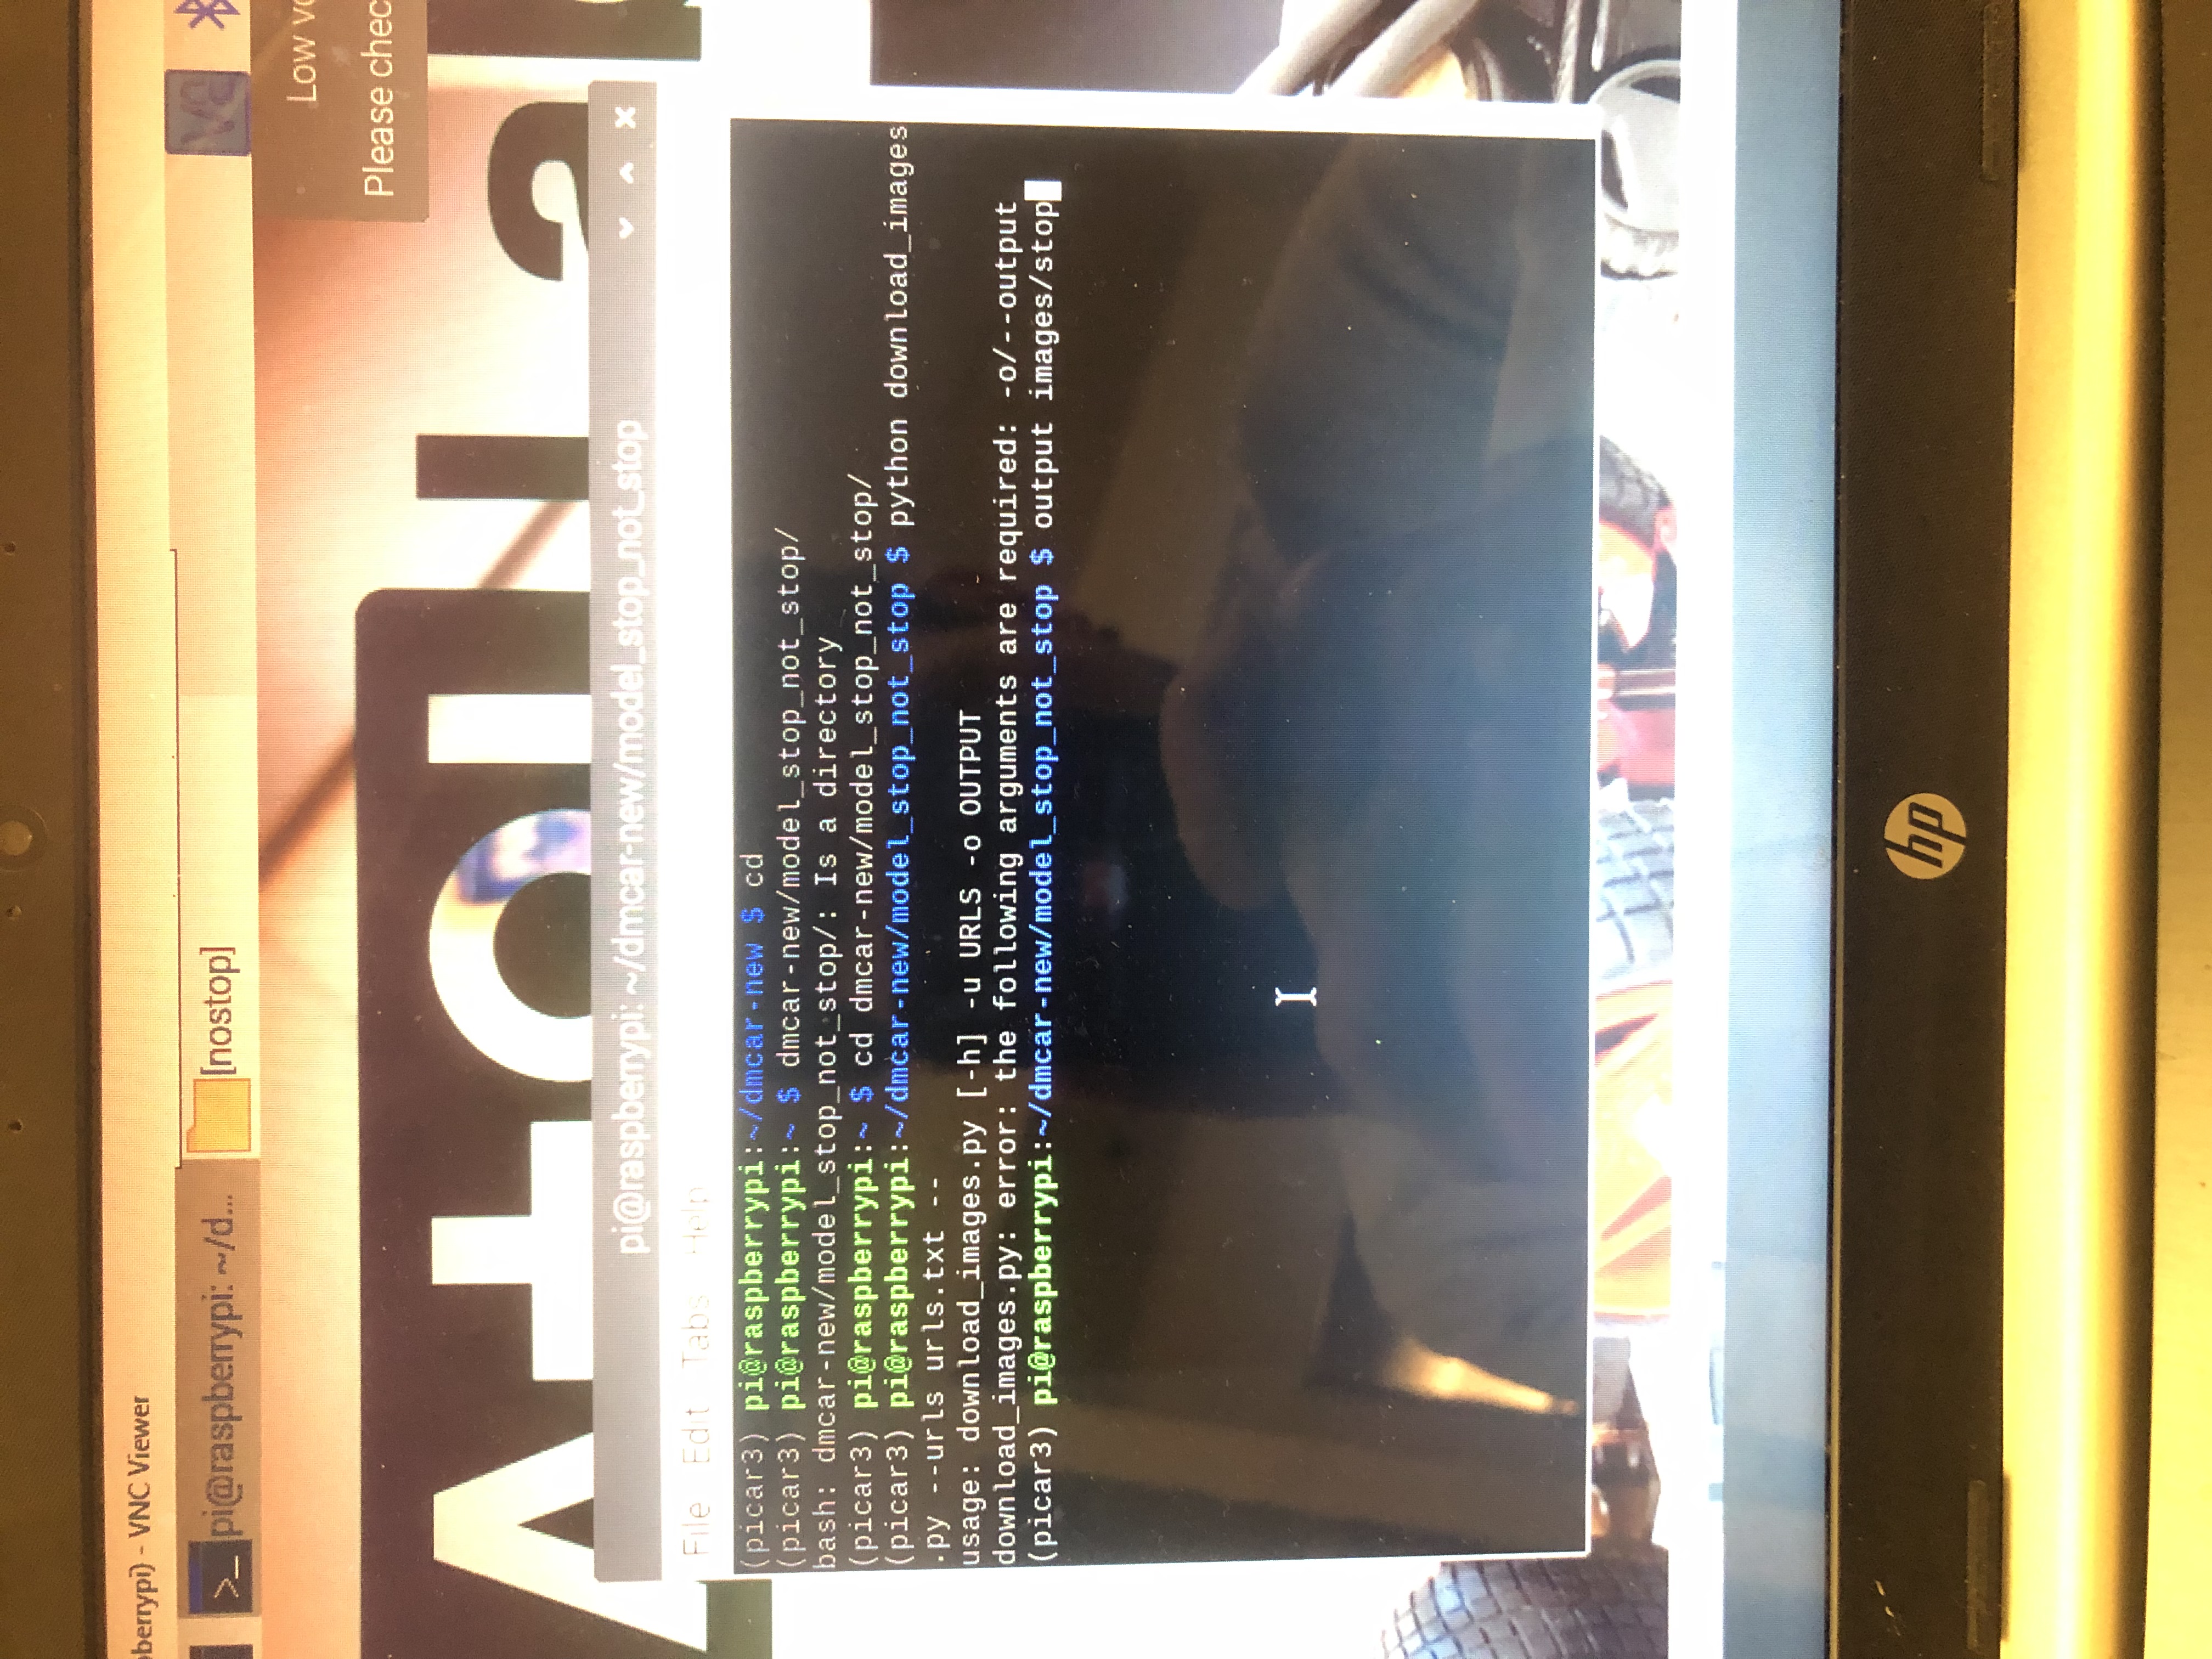 berrypi) - VNC Viewer
pi@raspberrypi: ~/d...
[nostop]
Low
Please
pi@raspberrypi: ~/dmcar-new/model_stop_not_stop
File Edit Tabs Help
(picar3) pi@raspberrypi:~/dmcar-new $ cd
(picar3) pi@raspberrypi:~ $ dmcar-new/model_stop_not_stop/
bash: dmcar-new/model_stop_not_stop/: Is a directory
(picar3) pi@raspberrypi:~ $ cd dmcar-new/model_stop_not_stop/
(picar3) pi@raspberrypi:~/dmcar-new/model_stop_not_stop $ python download_images
.py --urls urls.txt --
usage: download_images.py [-h] -u URLS -o OUTPUT
download_images.py: error: the following arguments are required: -o/--output
(picar3) pi@raspberrypi:~/dmcar-new/model_stop_not_stop $ output images/stop
hp